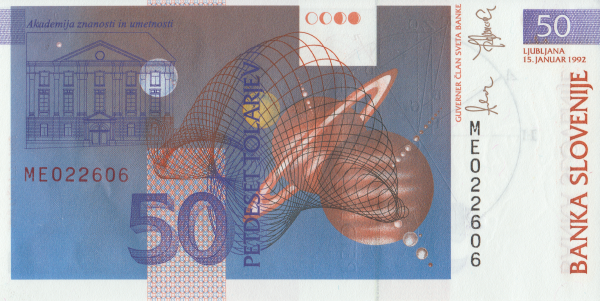 Akademija znanosti in umetnosti
50
LJUBLJANA
15. JANUAR 1992
GUVERNER ČLAN SVETA BANKE
BANKA SLOVENIJE
ME022606
ME022606
PETDESET TOLARJEV
50